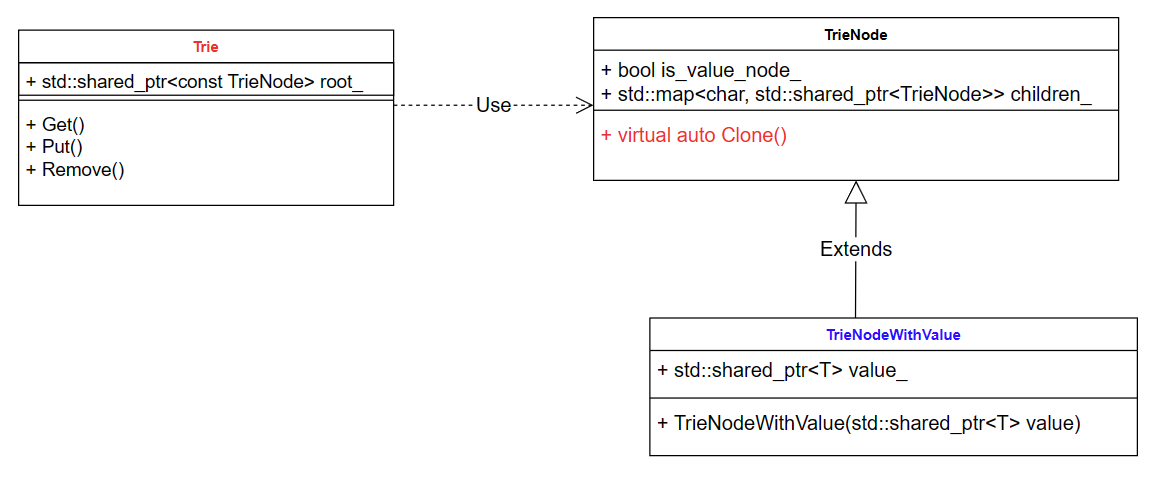 Trie
+ std::shared_ptr<const TrieNode> root_
+ Get()
+ Put()
+ Remove()
Use
TrieNode
+ bool is_value_node_
+ std::map<char, std::shared_ptr<TrieNode>> children_
+ virtual auto Clone()
Extends
TrieNodeWithValue
+ std::shared_ptr<T> value_
+ TrieNodeWithValue(std::shared_ptr<T> value)